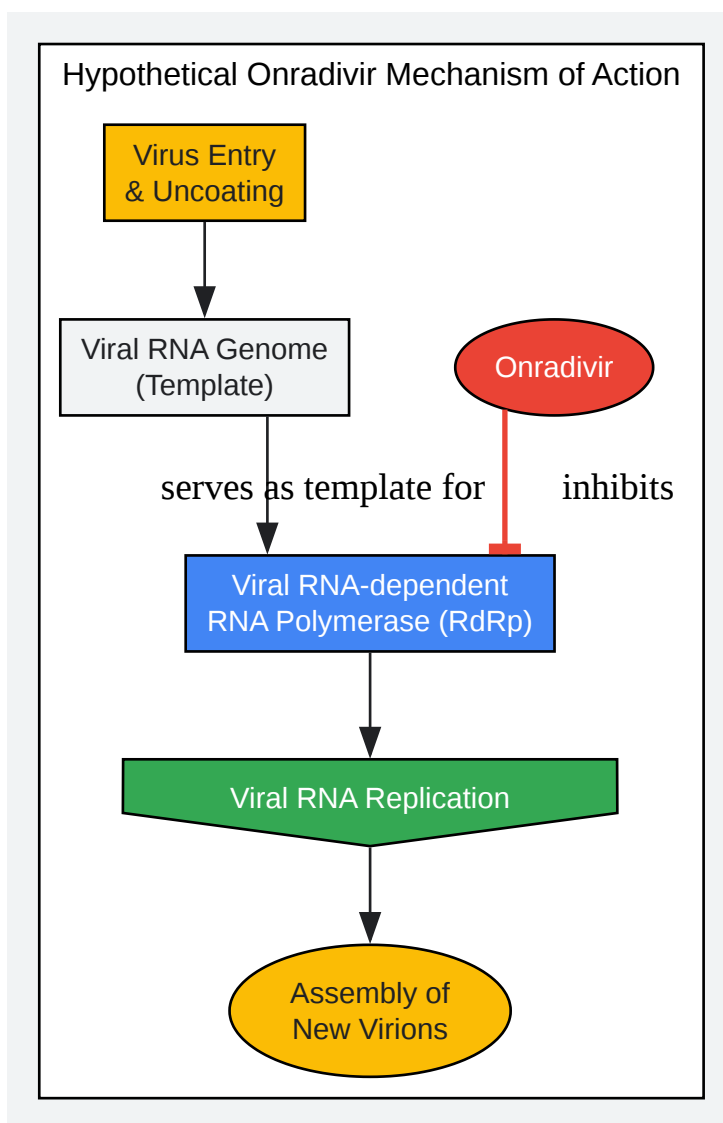 Hypothetical Onradivir Mechanism of Action
Virus Entry
& Uncoating
Viral RNA Genome
(Template)
Onradivir
serves as template for
inhibits
Viral RNA-dependent
RNA Polymerase (RdRp)
Viral RNA Replication
Assembly of
New Virions